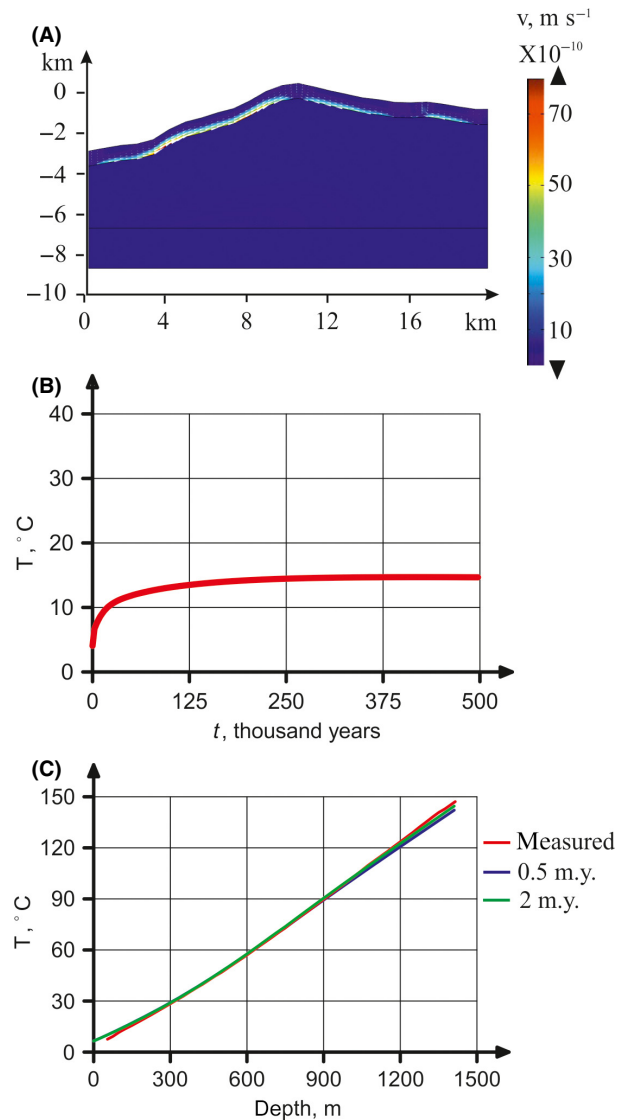 (A)
km
0
−2
−4
−6
−8
−10
0 4 8 12 16 km
v, m s⁻¹
X10⁻¹⁰
70
50
30
10
(B)
T, °C
40
30
20
10
0
0 125 250 375 500
t, thousand years
(C)
T, °C
150
120
90
60
30
0
0 300 600 900 1200 1500
Depth, m
Measured
0.5 m.y.
2 m.y.